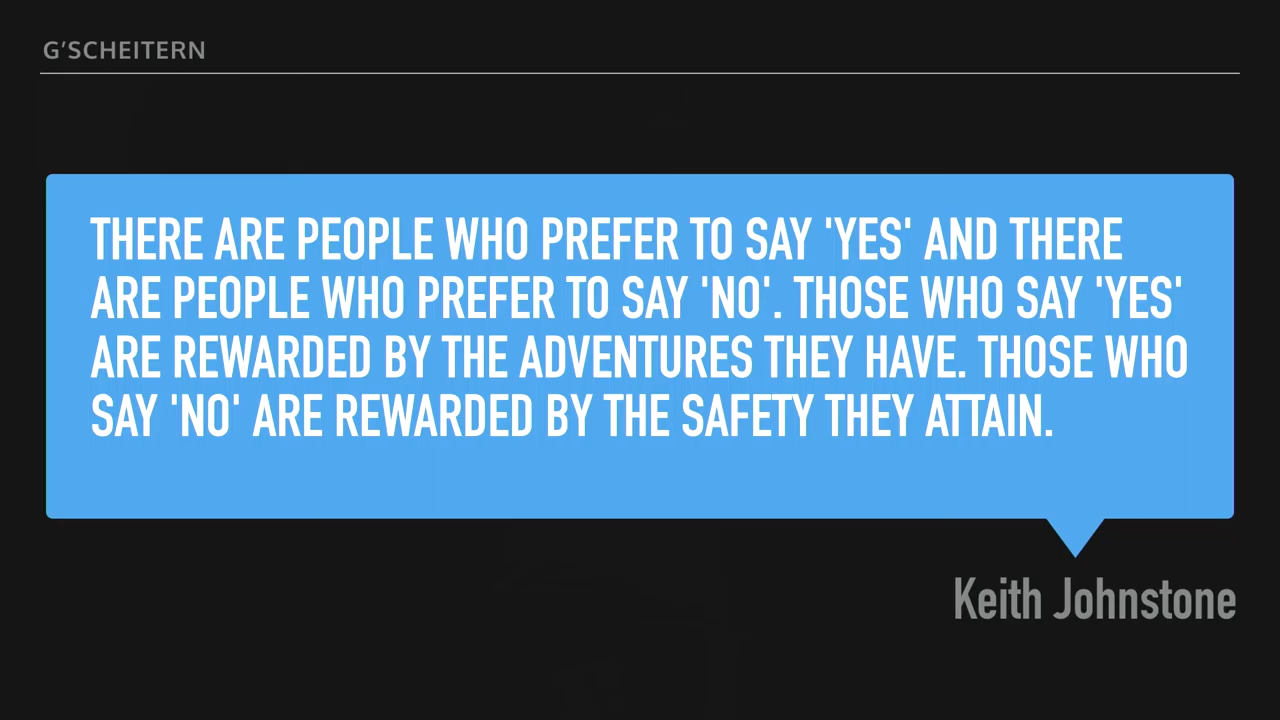 G’SCHEITERN
THERE ARE PEOPLE WHO PREFER TO SAY 'YES' AND THERE
ARE PEOPLE WHO PREFER TO SAY 'NO'. THOSE WHO SAY 'YES'
ARE REWARDED BY THE ADVENTURES THEY HAVE. THOSE WHO
SAY 'NO' ARE REWARDED BY THE SAFETY THEY ATTAIN.
Keith Johnstone